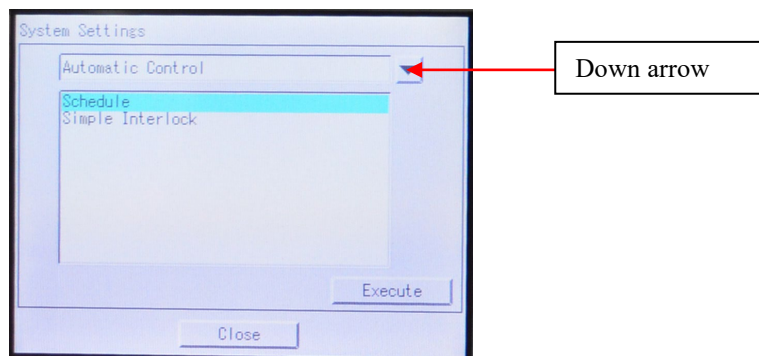 System Settings
Automatic Control
Down arrow
Schedule
Simple Interlock
Execute
Close